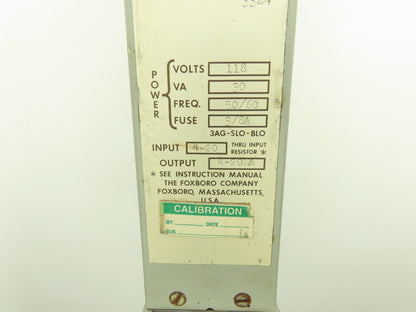 POWER
VOLTS 118
VA 30
FREQ. 50/60
FUSE 3/8A
3AG-SLO-BLO
INPUT 4-20 THRU INPUT RESISTOR *
OUTPUT 4-20
* SEE INSTRUCTION MANUAL
THE FOXBORO COMPANY
FOXBORO, MASSACHUSETTS,
U.S.A.
CALIBRATION
BY DATE
DUE